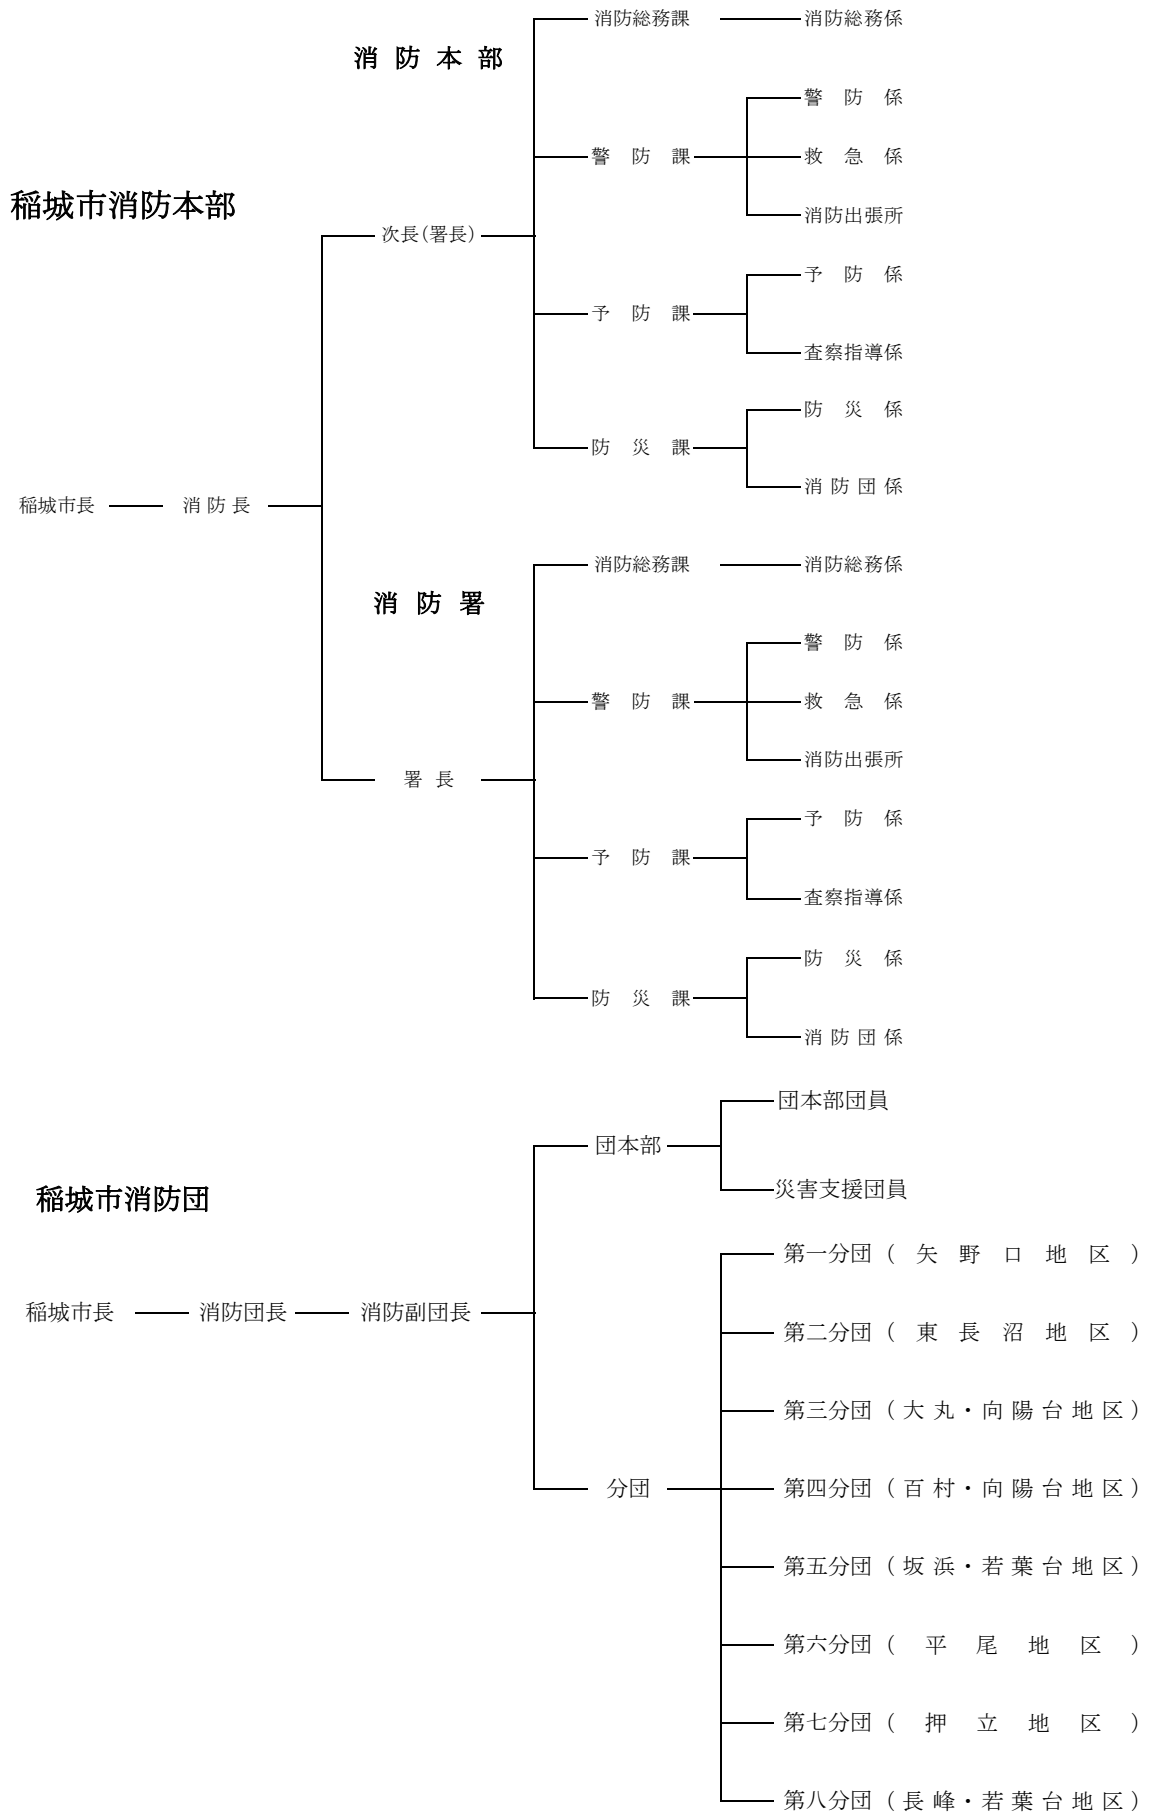 消防総務課 消防総務係
消防本部
警防係
警防課 救急係
稲城市消防本部
消防出張所
次長(署長)
予防係
予防課
査察指導係
防災係
防災課
消防団係
稲城市長 消防長
消防総務課 消防総務係
消防署
警防係
警防課 救急係
消防出張所
署長
予防係
予防課
査察指導係
防災係
防災課
消防団係
団本部団員
団本部
稲城市消防団
災害支援団員
第一分団(矢野口地区)
稲城市長 消防団長 消防副団長
第二分団(東長沼地区)
第三分団(大丸・向陽台地区)
分団 第四分団(百村・向陽台地区)
第五分団(坂浜・若葉台地区)
第六分団(平尾地区)
第七分団(押立地区)
第八分団(長峰・若葉台地区)